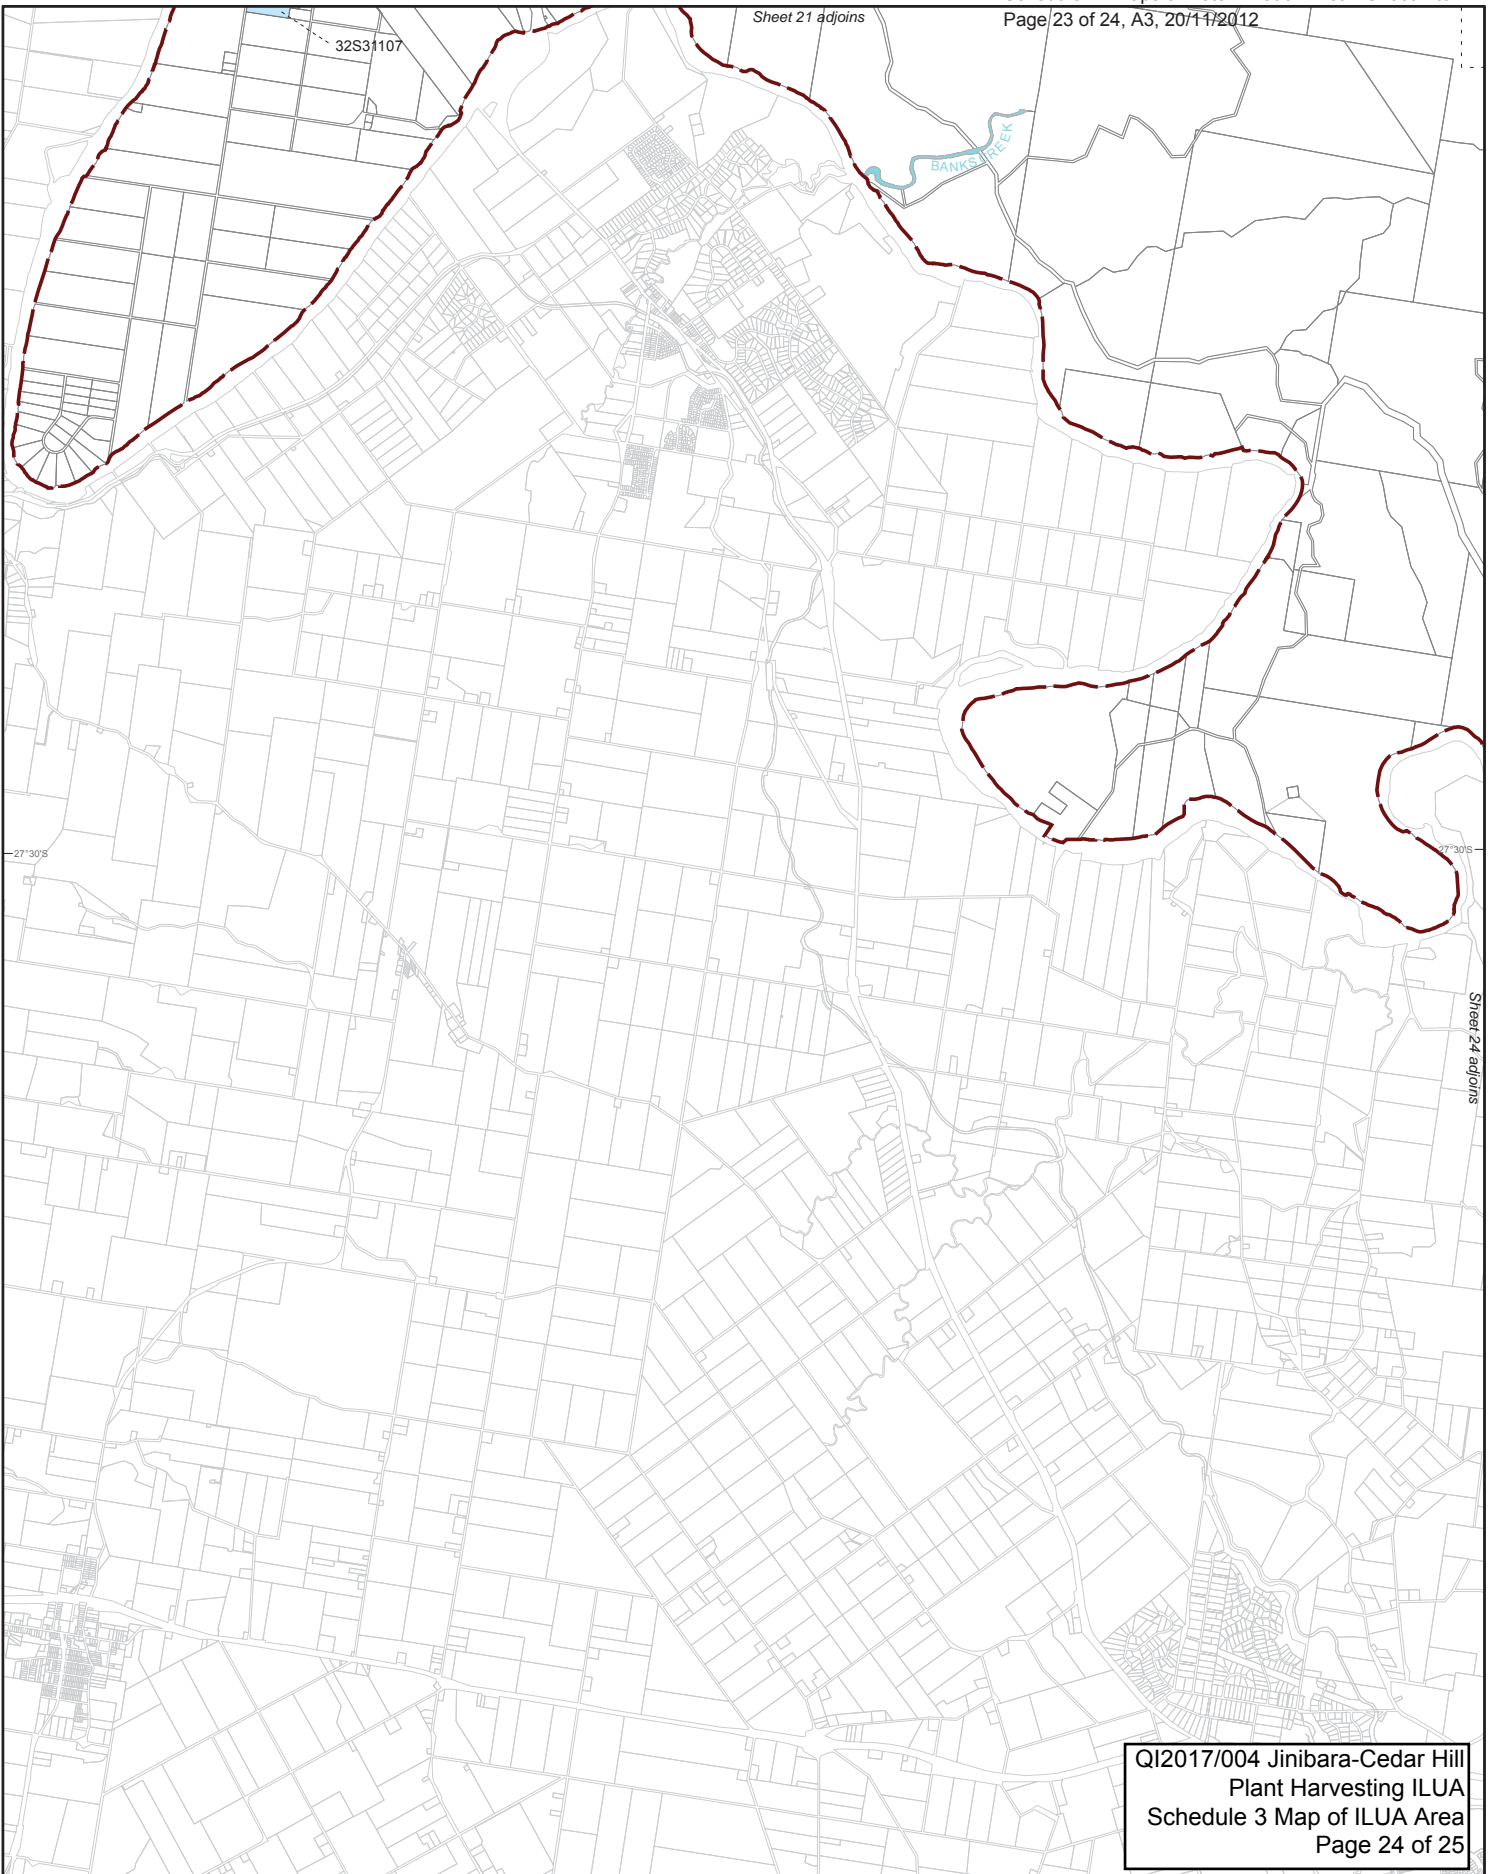 Sheet 21 adjoins
Page 23 of 24, A3, 20/11/2012
32S31107
BANKS CREEK
27°30'S
27°30'S
Sheet 24 adjoins
QI2017/004 Jinibara-Cedar Hill
Plant Harvesting ILUA
Schedule 3 Map of ILUA Area
Page 24 of 25